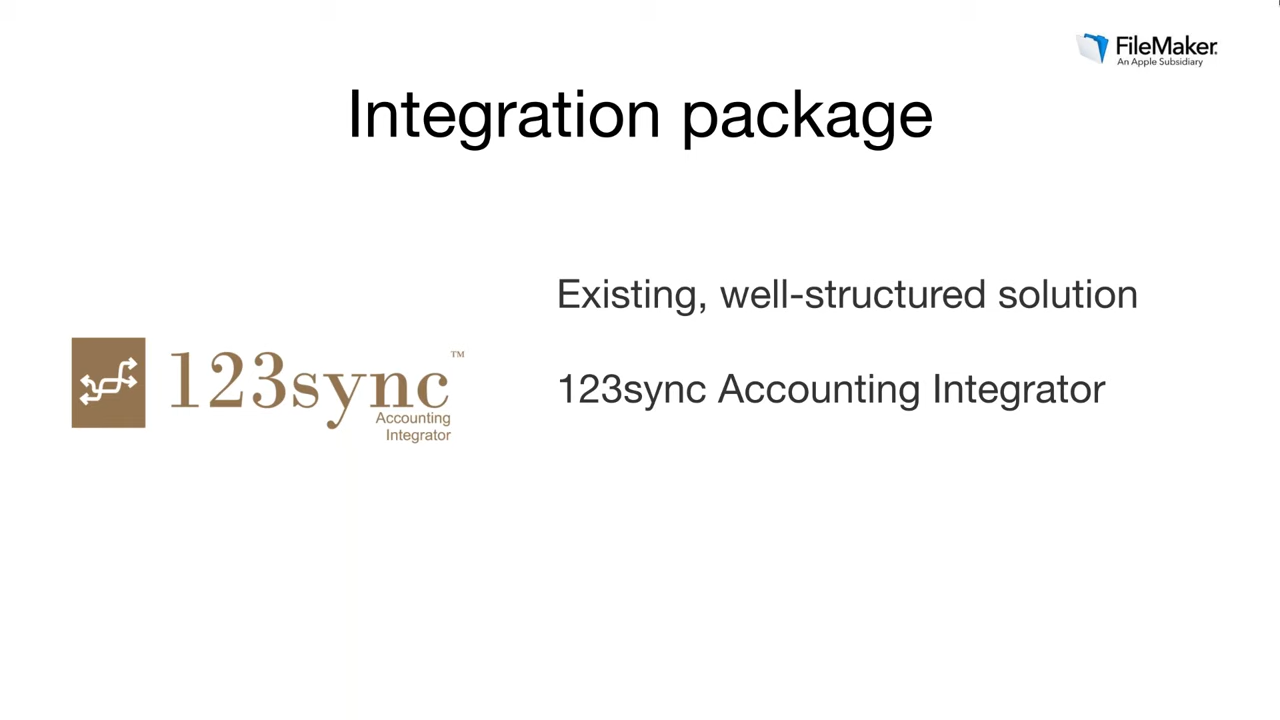 FileMaker
An Apple Subsidiary
Integration package
Existing, well-structured solution
123sync™
Accounting
Integrator
123sync Accounting Integrator